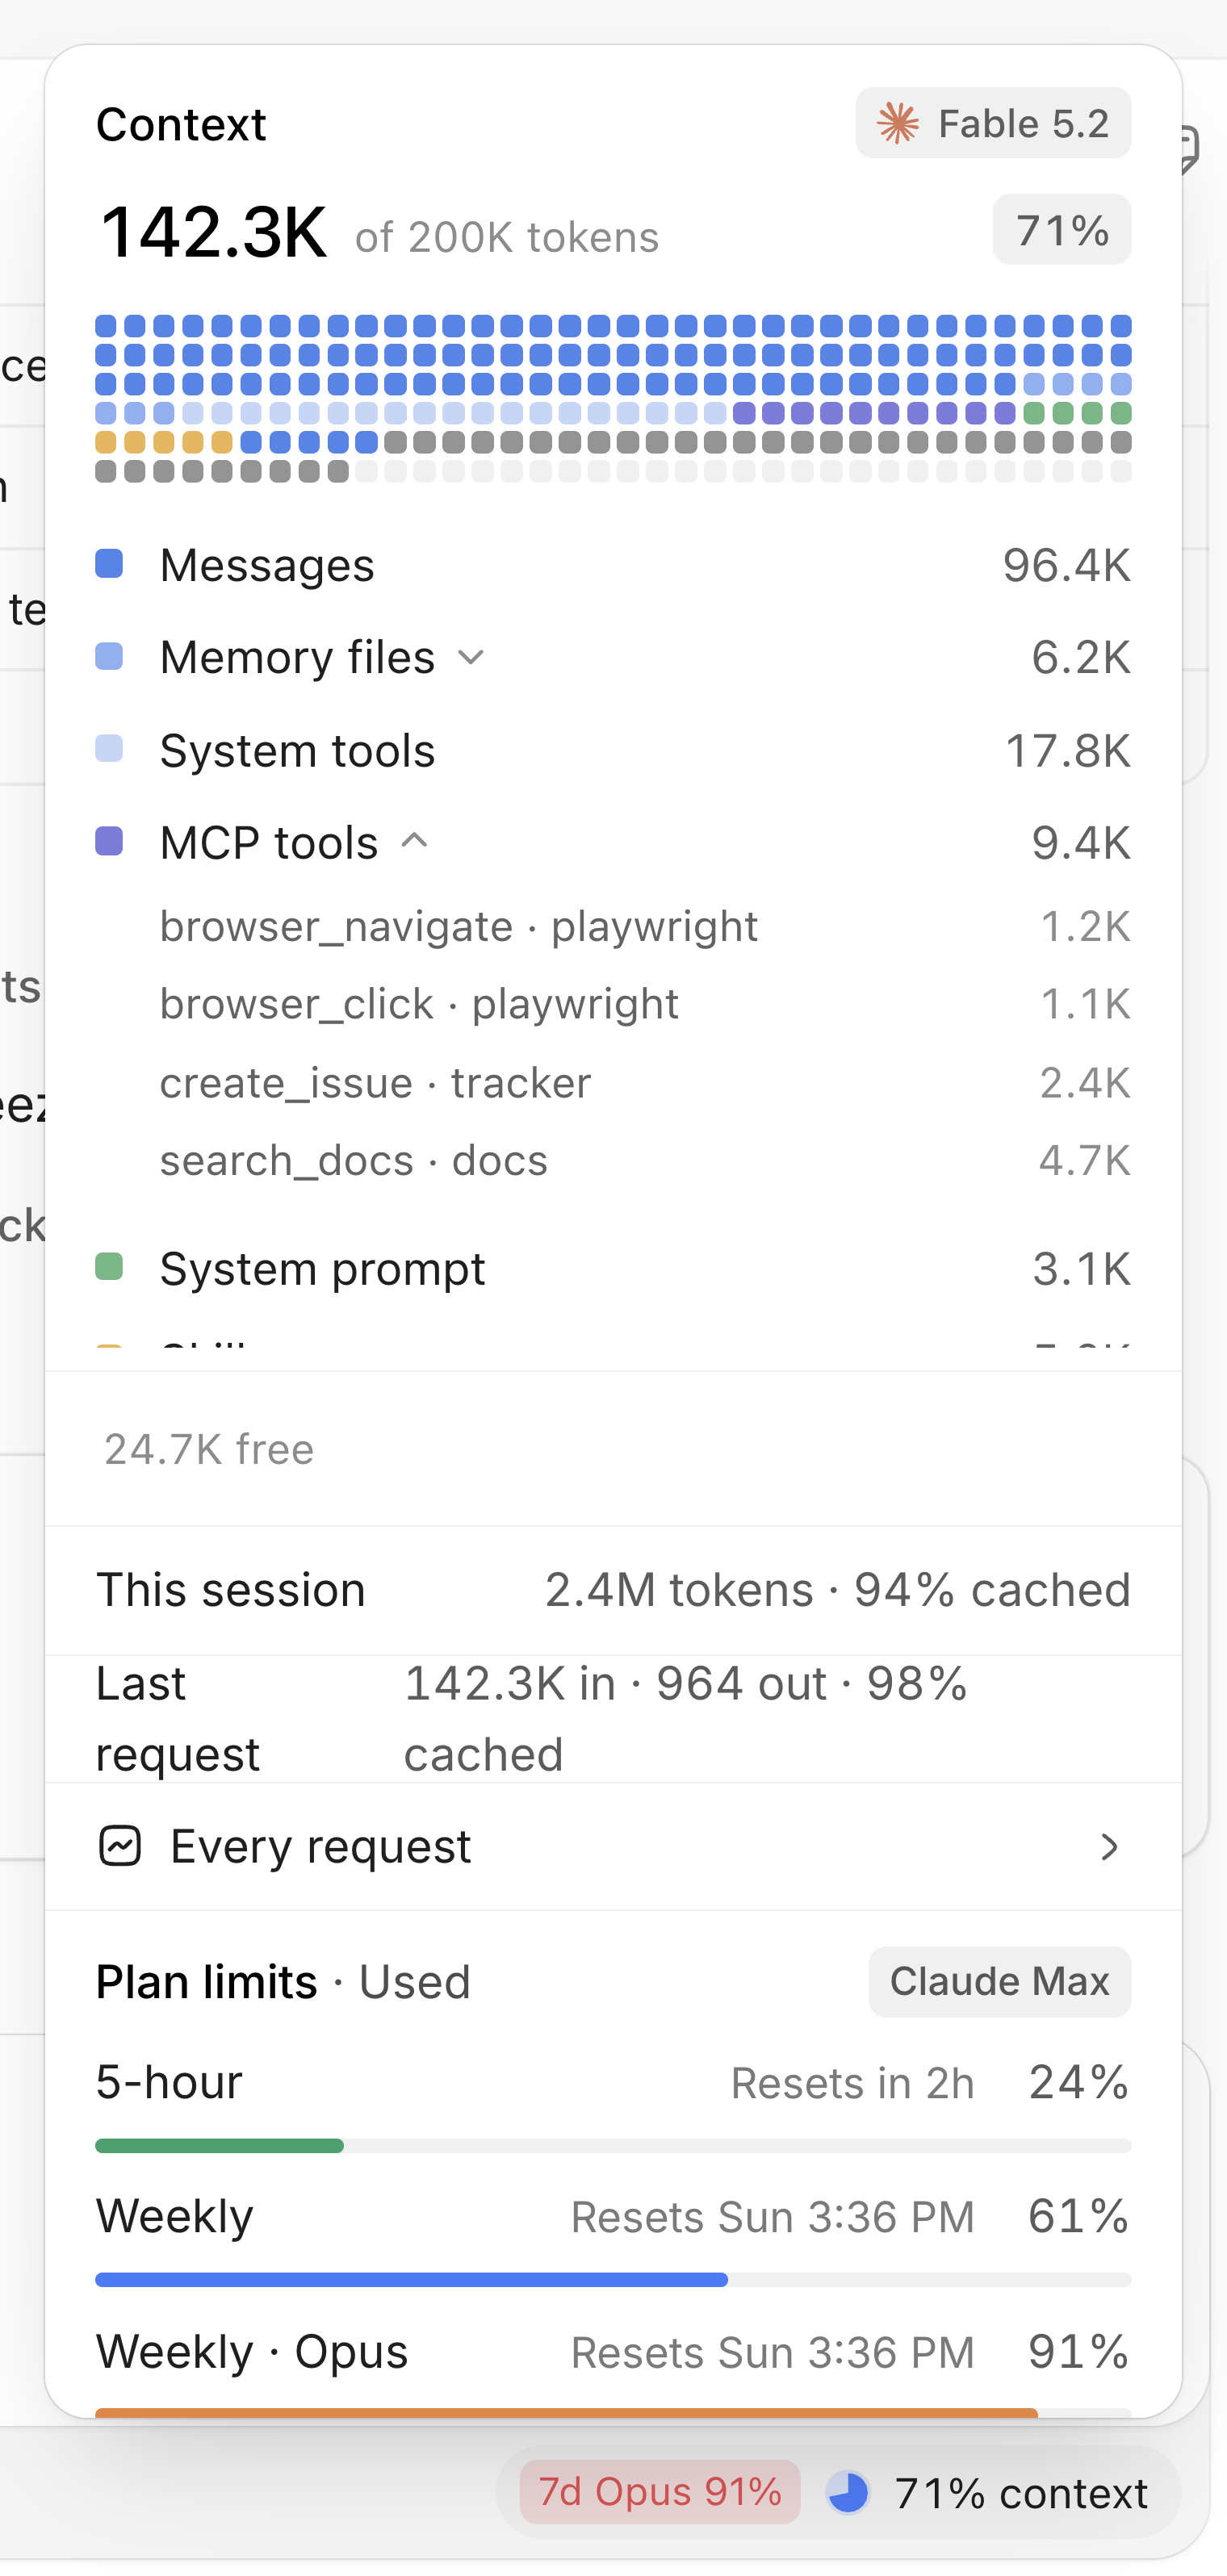 Context
Fable 5.2
142.3K of 200K tokens
71%
Messages 96.4K
Memory files 6.2K
System tools 17.8K
MCP tools 9.4K
browser_navigate · playwright 1.2K
browser_click · playwright 1.1K
create_issue · tracker 2.4K
search_docs · docs 4.7K
System prompt 3.1K
24.7K free
This session 2.4M tokens · 94% cached
Last request
142.3K in · 964 out · 98% cached
Every request
Plan limits · Used
Claude Max
5-hour Resets in 2h 24%
Weekly Resets Sun 3:36 PM 61%
Weekly · Opus Resets Sun 3:36 PM 91%
7d Opus 91% 71% context